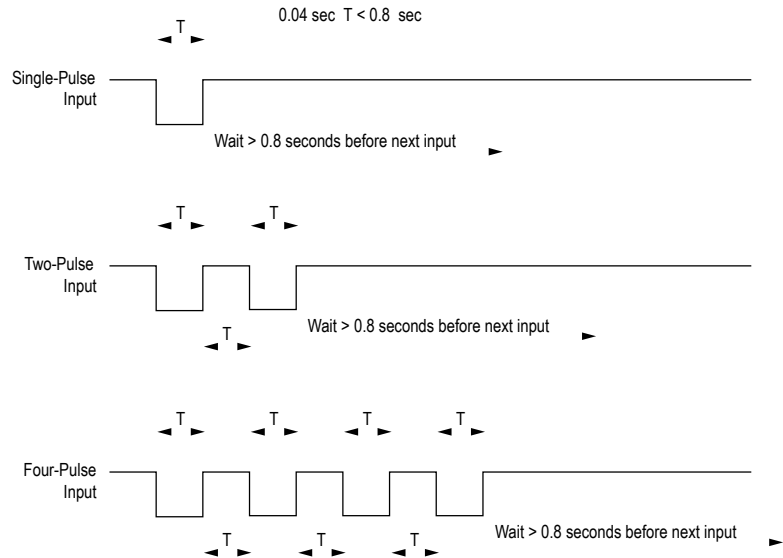 0.04 sec T < 0.8 sec
T
Single-Pulse
Input
Wait > 0.8 seconds before next input
T T
Two-Pulse
Input
T
Wait > 0.8 seconds before next input
T T T T
Four-Pulse
Input
T T T
Wait > 0.8 seconds before next input